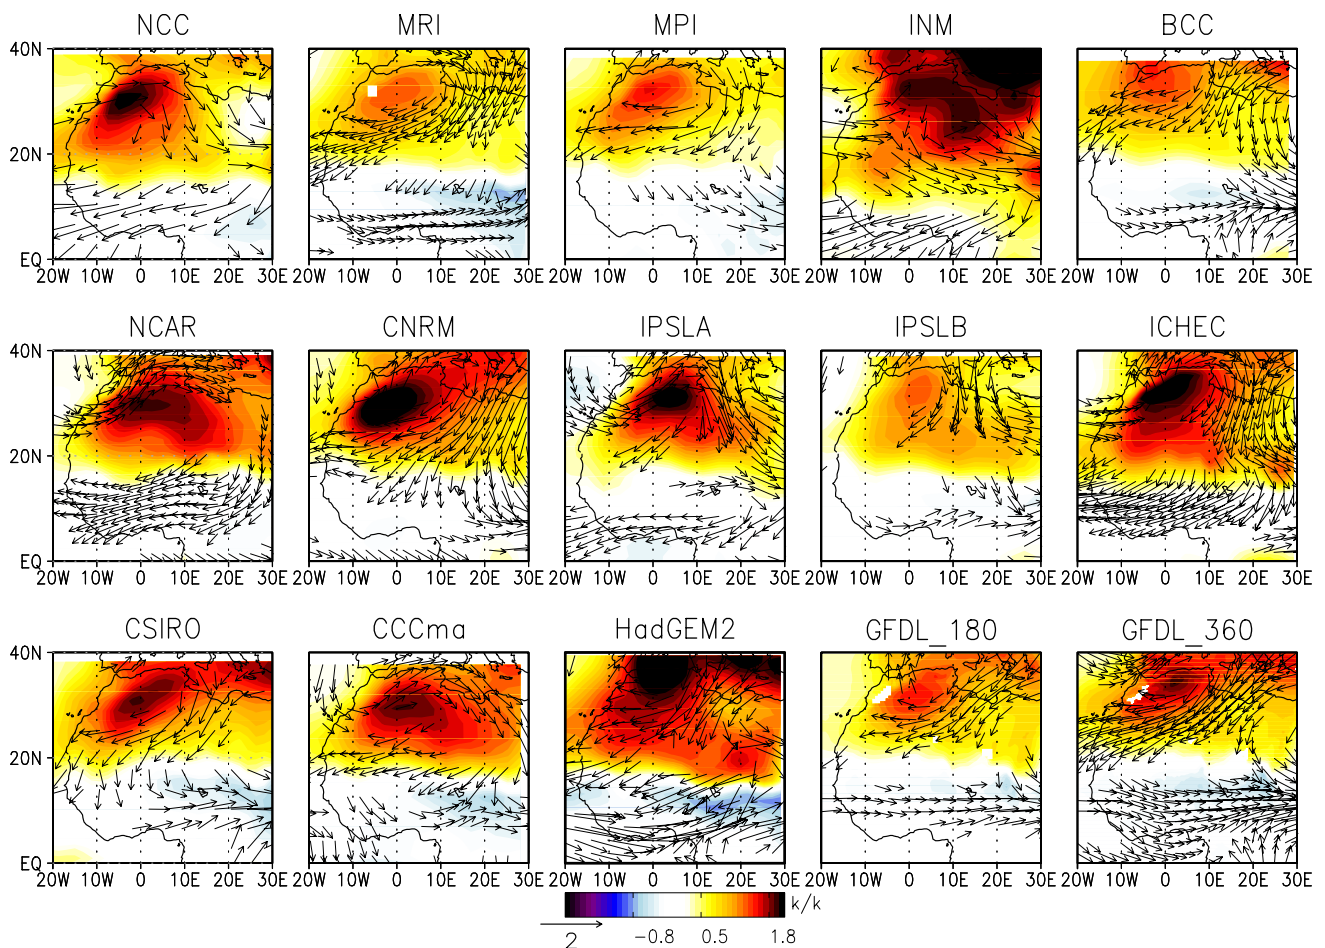 NCC MRI MPI INM BCC
40N
20N
EQ
20W 10W 0 10E 20E 30E 20W 10W 0 10E 20E 30E 20W 10W 0 10E 20E 30E 20W 10W 0 10E 20E 30E 20W 10W 0 10E 20E 30E
NCAR CNRM IPSLA IPSLB ICHEC
40N
20N
EQ
20W 10W 0 10E 20E 30E 20W 10W 0 10E 20E 30E 20W 10W 0 10E 20E 30E 20W 10W 0 10E 20E 30E 20W 10W 0 10E 20E 30E
CSIRO CCCma HadGEM2 GFDL_180 GFDL_360
40N
20N
EQ
20W 10W 0 10E 20E 30E 20W 10W 0 10E 20E 30E 20W 10W 0 10E 20E 30E 20W 10W 0 10E 20E 30E 20W 10W 0 10E 20E 30E
k/k
2 -0.8 0.5 1.8